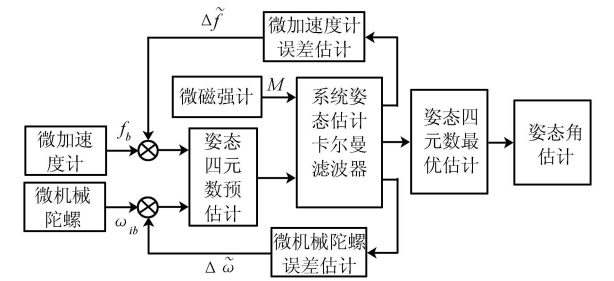 Δf̃
微加速度计
误差估计
微磁强计
M
系统姿
态估计
卡尔曼
滤波器
姿态四
元数最
优估计
姿态角
估计
微加速
度计
f_b
姿态
四元
数预
估计
微机械
陀螺
ω_ib
微机械陀螺
误差估计
Δ ω̃